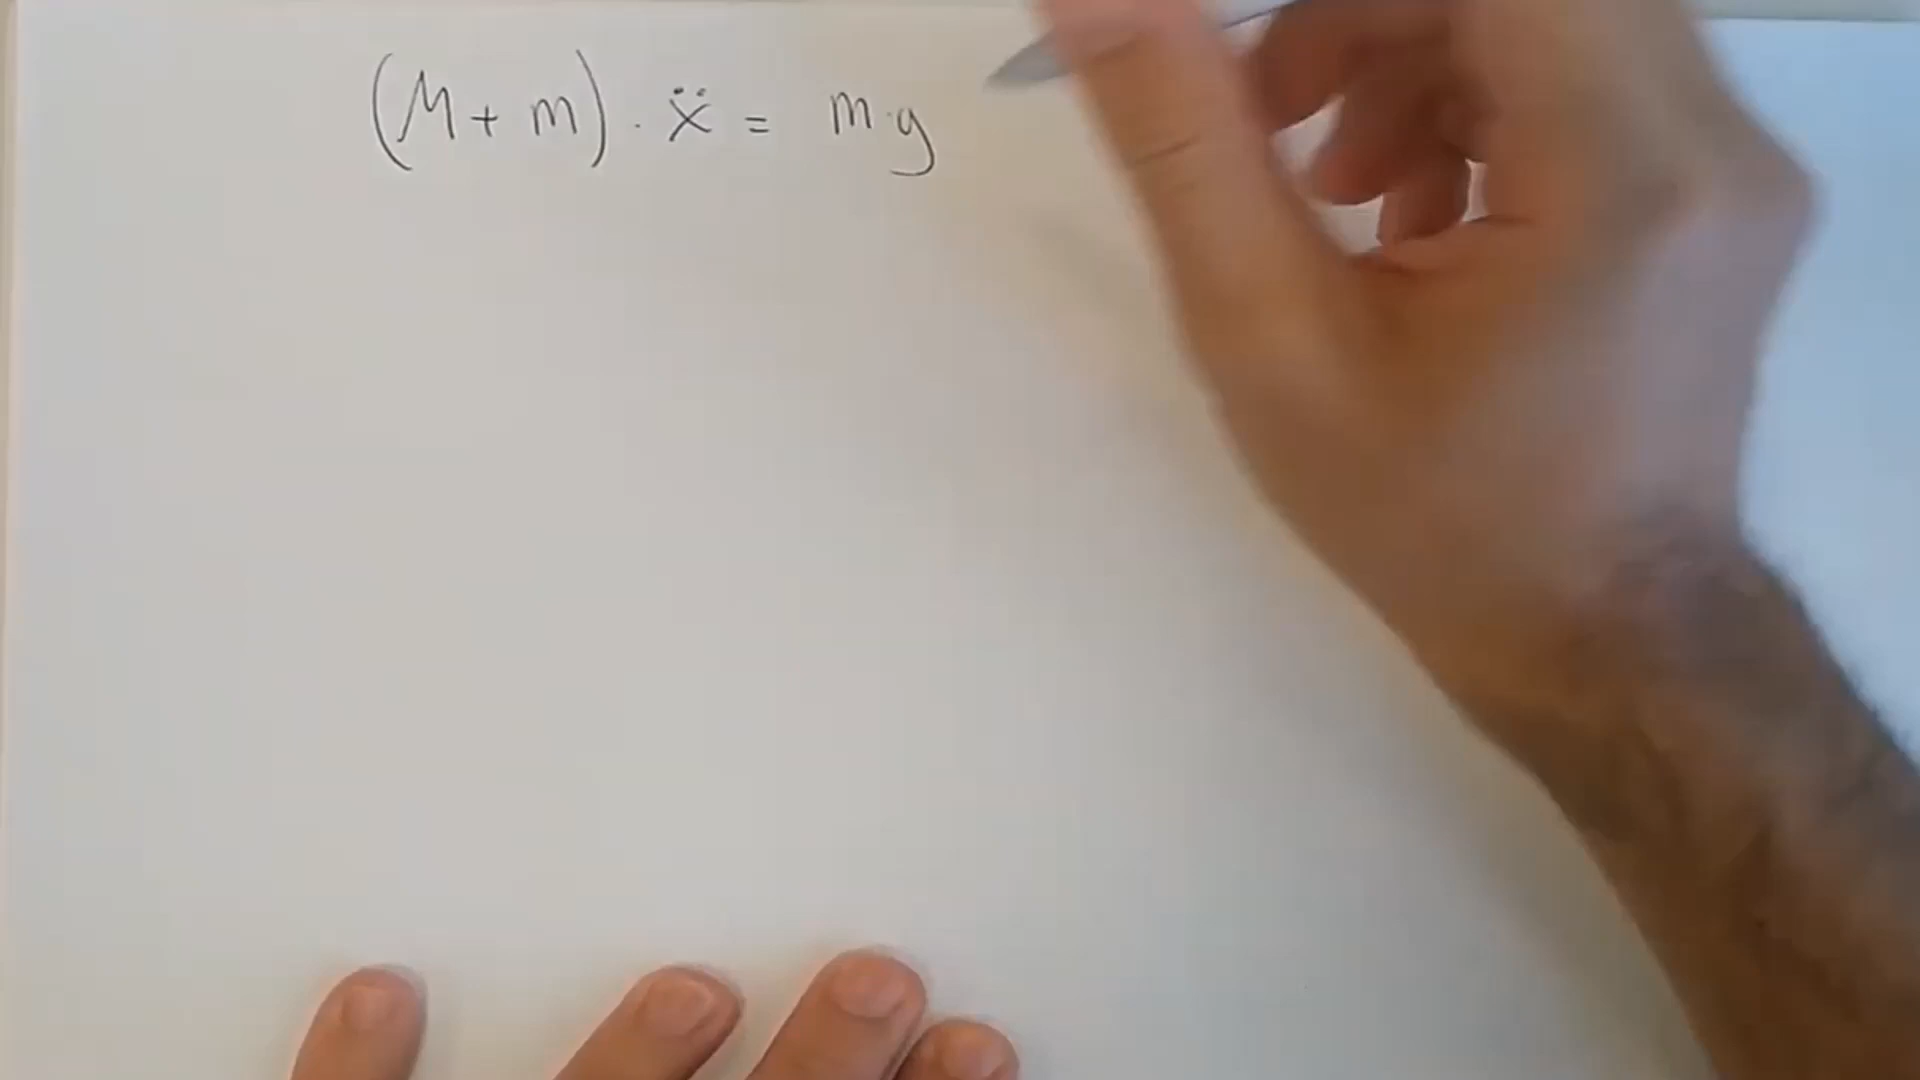 (M + m) · ẍ = m·g